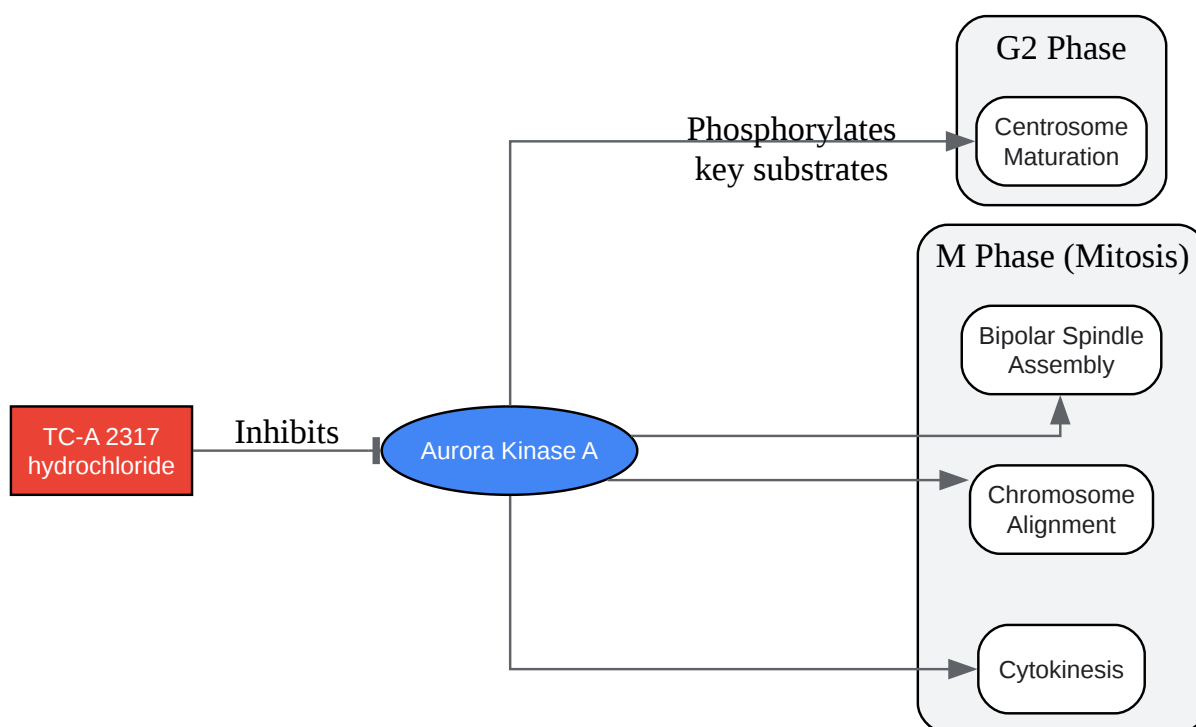 G2 Phase
Centrosome
Maturation
Phosphorylates
key substrates
M Phase (Mitosis)
Bipolar Spindle
Assembly
TC-A 2317
hydrochloride
Inhibits
Aurora Kinase A
Chromosome
Alignment
Cytokinesis